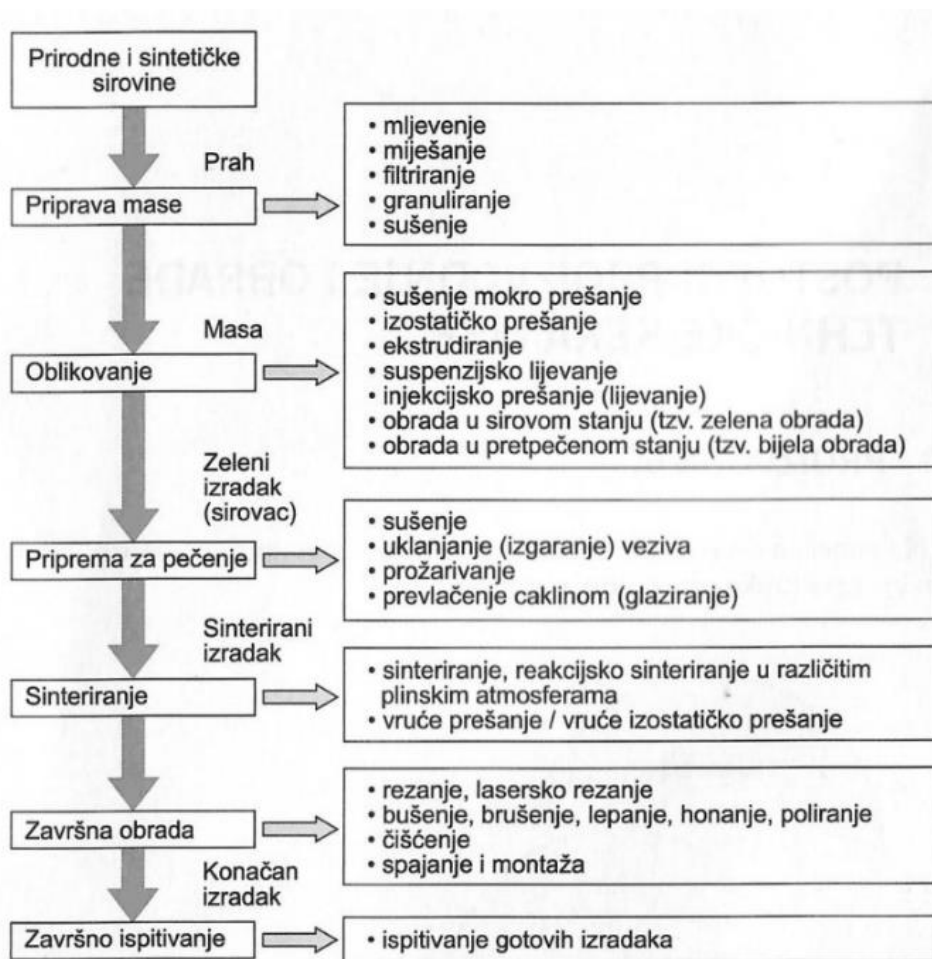 Prirodne i sintetičke
sirovine
Prah
Priprava mase
• mljevenje
• miješanje
• filtriranje
• granuliranje
• sušenje
Masa
Oblikovanje
• sušenje mokro prešanje
• izostatičko prešanje
• ekstrudiranje
• suspenzijsko lijevanje
• injekcijsko prešanje (lijevanje)
• obrada u sirovom stanju (tzv. zelena obrada)
• obrada u pretpečenom stanju (tzv. bijela obrada)
Zeleni
izradak
(sirovac)
Priprema za pečenje
• sušenje
• uklanjanje (izgaranje) veziva
• prožarivanje
• prevlačenje caklinom (glaziranje)
Sinterirani
izradak
Sinteriranje
• sinteriranje, reakcijsko sinteriranje u različitim
plinskim atmosferama
• vruće prešanje / vruće izostatičko prešanje
Završna obrada
• rezanje, lasersko rezanje
• bušenje, brušenje, lepanje, honanje, poliranje
• čišćenje
• spajanje i montaža
Konačan
izradak
Završno ispitivanje
• ispitivanje gotovih izradaka